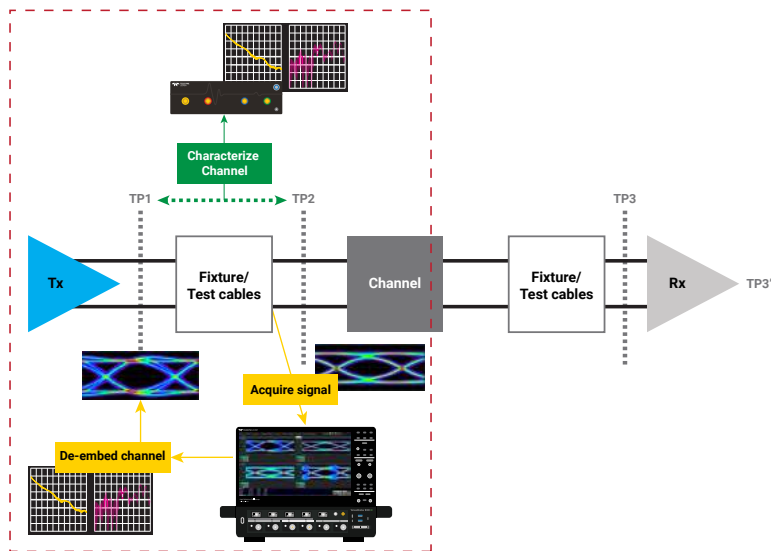 Characterize
Channel
TP1
TP2
TP3
Tx
Fixture/
Test cables
Channel
Fixture/
Test cables
Rx
TP3'
Acquire signal
De-embed channel